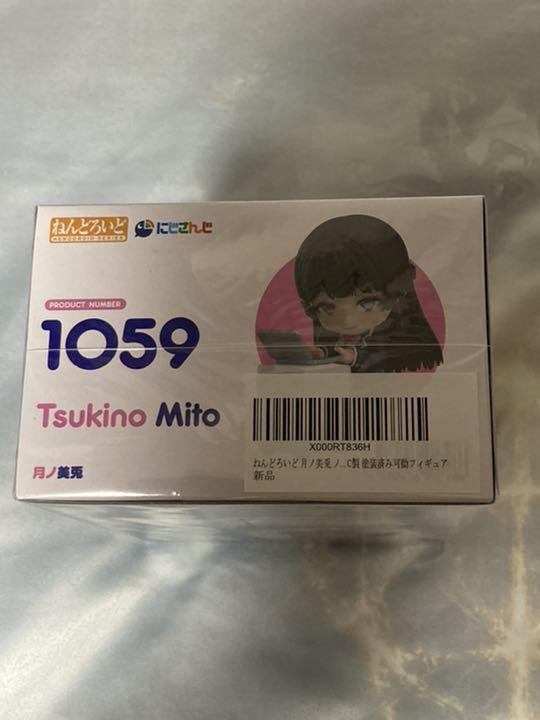 ねんどろいど にじさんじ
NENDOROID SERIES
PRODUCT NUMBER
1059
Tsukino Mito
月ノ美兎
X000RT836H
ねんどろいど 月ノ美兎 ノ...C製 塗装済み可動フィギュア
新品